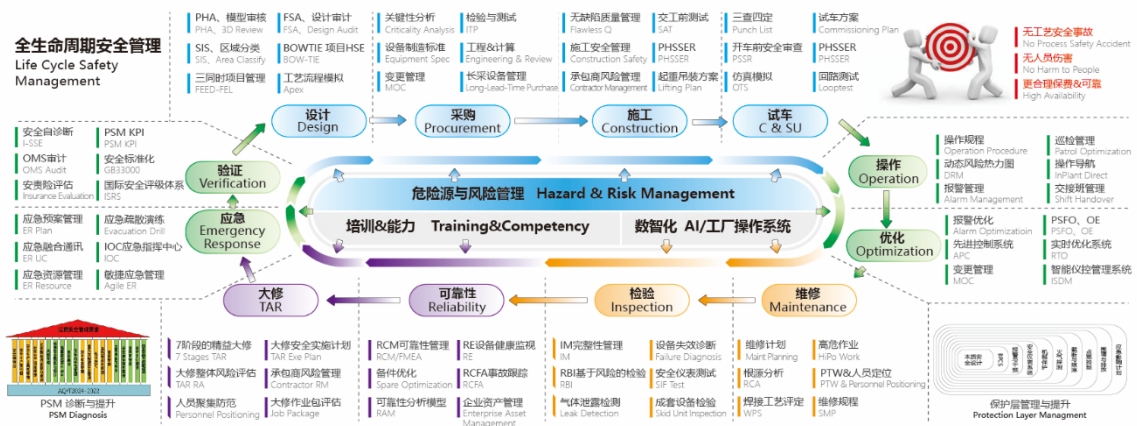 全生命周期安全管理
Life Cycle Safety
Management
PHA、模型审核
PHA、3D Review
SIS、区域分类
SIS、Area Classify
三同时项目管理
FEED-FEL
FSA、设计审计
FSA、Design Audit
BOWTIE 项目HSE
BOW-TIE
工艺流程模拟
Apex
关键性分析
Criticality Analysis
设备制造标准
Equipment Spec
变更管理
MOC
检验与测试
ITP
工程&计算
Engineering & Review
长采设备管理
Long-Lead-Time Purchase
无缺陷质量管理
Flawless Q
施工安全管理
Construction Safety
承包商风险管理
Contractor Management
交工前测试
SAT
PHSSER
PHSSER
起重吊装方案
Lifting Plan
三查四定
Punch List
开车前安全审查
PSSR
仿真模拟
OTS
试车方案
Commissioning Plan
PHSSER
PHSSER
回路测试
Looptest
无工艺安全事故
No Process Safety Accident
无人员伤害
No Harm to People
更合理保费&可靠
High Availability
设计
Design
采购
Procurement
施工
Construction
试车
C & SU
安全自诊断
I-SSE
OMS审计
OMS Audit
安责险评估
Insurance Evaluation
PSM KPI
PSM KPI
安全标准化
GB33000
国际安全评级体系
ISRS
验证
Verification
操作
Operation
操作规程
Operation Procedure
动态风险热力图
DRM
报警管理
Alarm Management
巡检管理
Patrol Optimization
操作导航
InPlant Direct
交接班管理
Shift Handover
危险源与风险管理 Hazard & Risk Management
培训&能力 Training&Competency
数智化 AI/工厂操作系统
应急预案管理
ER Plan
应急融合通讯
ER UC
应急资源管理
ER Resource
应急疏散演练
Evacuation Drill
IOC应急指挥中心
IOC
敏捷应急管理
Agile ER
应急
Emergency
Response
优化
Optimization
报警优化
Alarm Optimizatioin
先进控制系统
APC
变更管理
MOC
PSFO、OE
PSFO、OE
实时优化系统
RTO
智能仪控管理系统
ISDM
大修
TAR
可靠性
Reliability
检验
Inspection
维修
Maintenance
AQ/T3034-2022
PSM 诊断与提升
PSM Diagnosis
7阶段的精益大修
7 Stages TAR
大修整体风险评估
TAR RA
人员聚集防范
Personnel Positioning
大修安全实施计划
TAR Exe Plan
承包商风险管理
Contractor RM
大修作业包评估
Job Package
RCM可靠性管理
RCM/FMEA
备件优化
Spare Optimization
可靠性分析模型
RAM
RE设备健康监视
RE
RCFA事故跟踪
RCFA
企业资产管理
Enterprise Asset
Management
IM完整性管理
IM
RBI基于风险的检验
RBI
气体泄露检测
Leak Detection
设备失效诊断
Failure Diagnosis
安全仪表测试
SIF Test
成套设备检验
Skid Unit Inspection
维修计划
Maint Planning
根源分析
RCA
焊接工艺评定
WPS
高危作业
HiPo Work
PTW&人员定位
PTW & Personnel Positioning
维修规程
SMP
保护层管理与提升
Protection Layer Managment